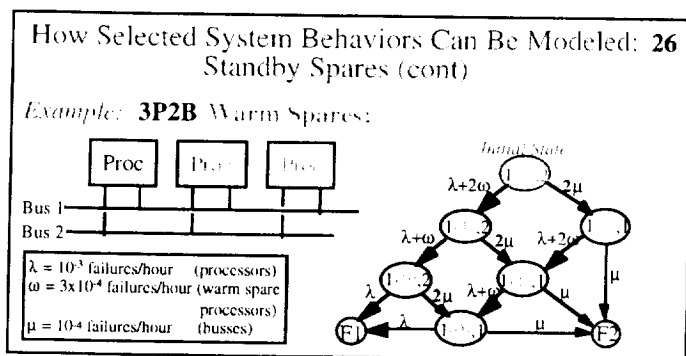 How Selected System Behaviors Can Be Modeled: 26
Standby Spares (cont)
Example: 3P2B Warm Spares:
Initial State
Proc
Proc
Proc
Bus 1
Bus 2
λ+2ω
2μ
λ+ω
2μ
λ+2ω
λ
2μ
λ+ω
μ
μ
F1
λ
μ
F2
λ = 10⁻³ failures/hour (processors)
ω = 3x10⁻⁴ failures/hour (warm spare
processors)
μ = 10⁻⁴ failures/hour (busses)